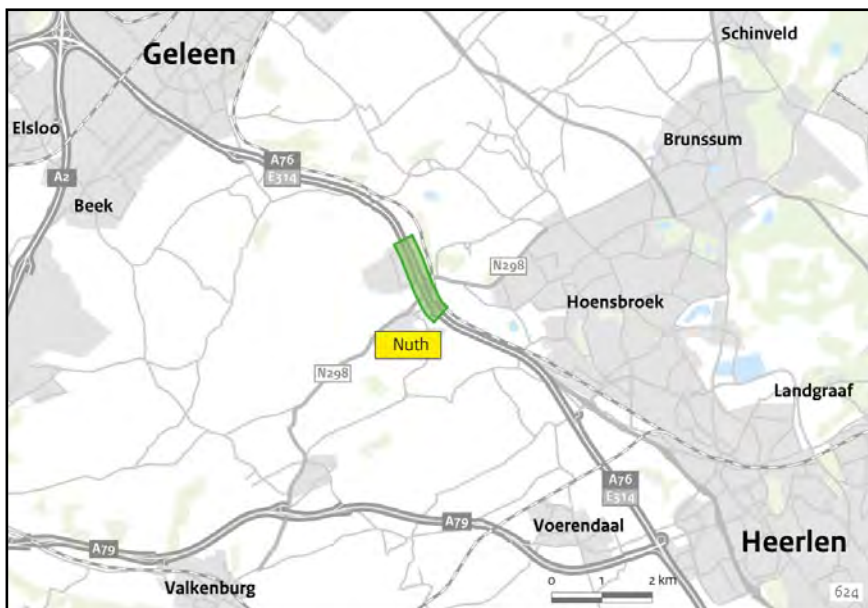 Schinveld
Geleen
Elsloo
Brunssum
A76
E314
A2
Beek
N298
Hoensbroek
Nuth
N298
Landgraaf
A76
E314
A79
Voerendaal
A79
Heerlen
Valkenburg
0 1 2 km
624